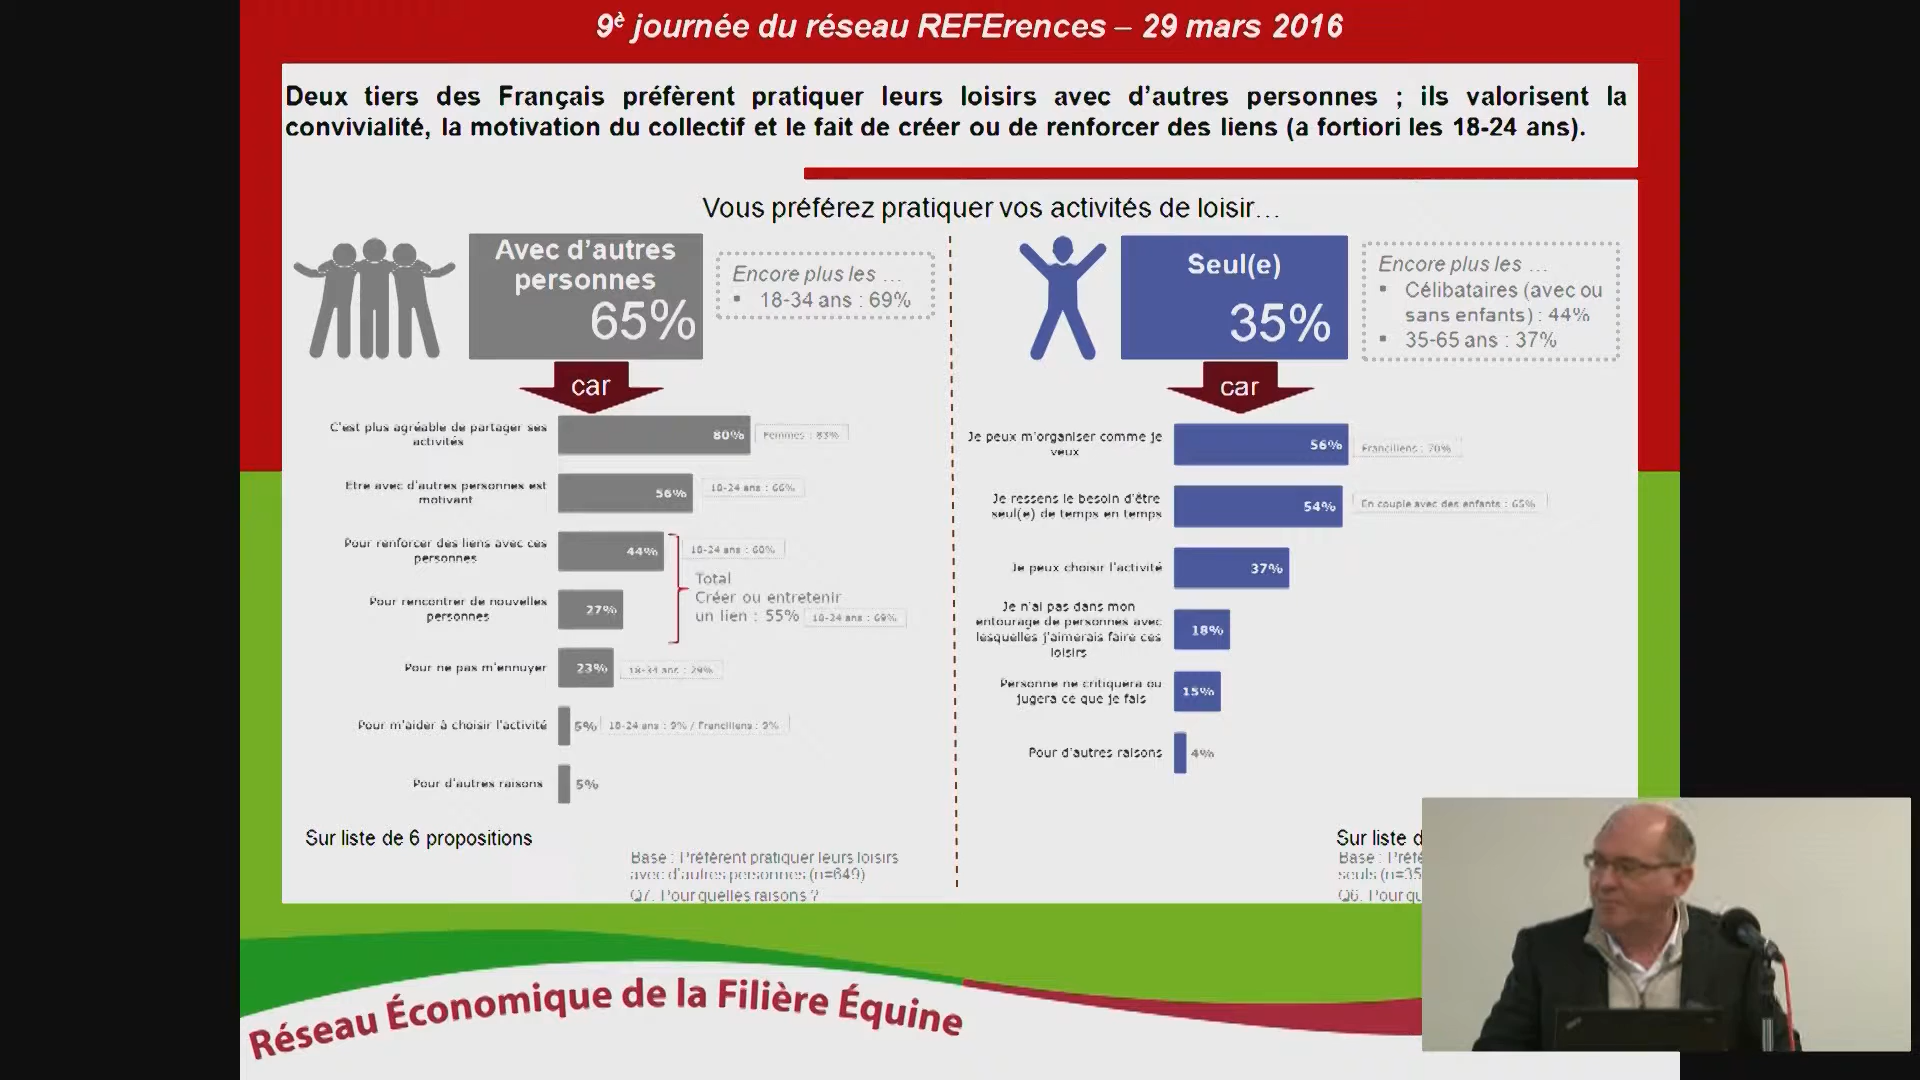 9è journée du réseau REFErences – 29 mars 2016
Deux tiers des Français préfèrent pratiquer leurs loisirs avec d'autres personnes ; ils valorisent la
convivialité, la motivation du collectif et le fait de créer ou de renforcer des liens (a fortiori les 18-24 ans).
Vous préférez pratiquer vos activités de loisir…
Avec d'autres
personnes
65%
Encore plus les …
▪ 18-34 ans : 69%
car
C'est plus agréable de partager ses
activités
80%
Femmes : 83%
Etre avec d'autres personnes est
motivant
56%
18-24 ans : 66%
Pour renforcer des liens avec ces
personnes
44%
18-24 ans : 60%
Pour rencontrer de nouvelles
personnes
27%
Total
Créer ou entretenir
un lien : 55%
18-24 ans : 69%
Pour ne pas m'ennuyer
23%
18-34 ans : 29%
Pour m'aider à choisir l'activité
5%
18-24 ans : 9% / Franciliens : 9%
Pour d'autres raisons
5%
Sur liste de 6 propositions
Base : Préfèrent pratiquer leurs loisirs
avec d'autres personnes (n=649)
Q7. Pour quelles raisons ?
Seul(e)
35%
Encore plus les …
▪ Célibataires (avec ou
sans enfants) : 44%
▪ 35-65 ans : 37%
car
Je peux m'organiser comme je
veux
56%
Franciliens : 70%
Je ressens le besoin d'être
seul(e) de temps en temps
54%
En couple avec des enfants : 65%
Je peux choisir l'activité
37%
Je n'ai pas dans mon
entourage de personnes avec
lesquelles j'aimerais faire ces
loisirs
18%
Personne ne critiquera ou
jugera ce que je fais
15%
Pour d'autres raisons
4%
Sur liste d
Base : Préfè
seuls (n=35
Q6. Pour qu
Réseau Économique de la Filière Équine